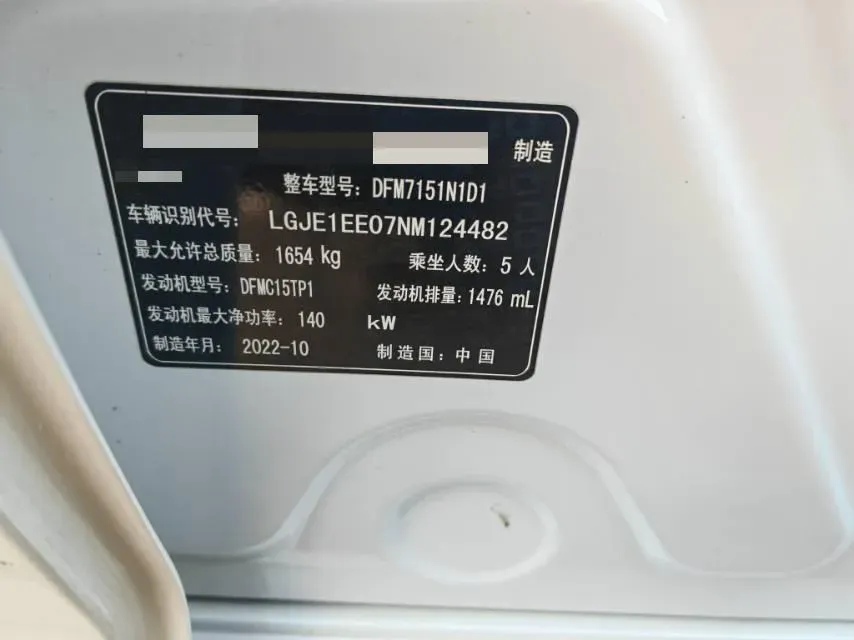 制造
整车型号：DFM7151N1D1
车辆识别代号：LGJE1EE07NM124482
最大允许总质量：1654 kg 乘坐人数：5 人
发动机型号：DFMC15TP1 发动机排量：1476 mL
发动机最大净功率：140 kW
制造年月：2022-10 制造国：中国